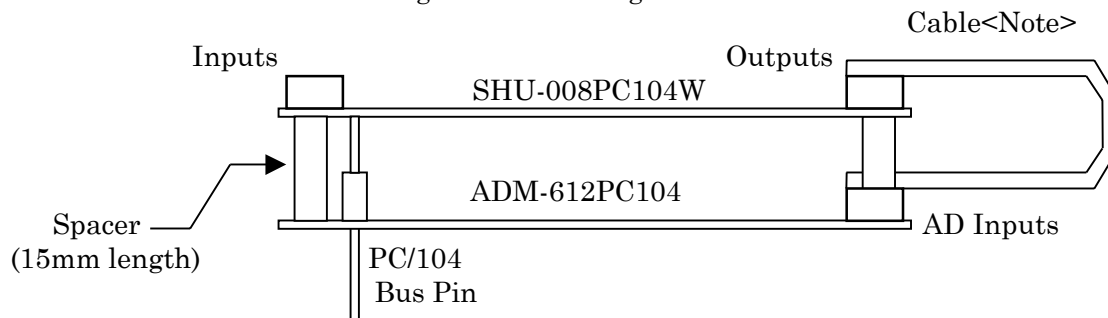 Cable<Note>
Inputs
Outputs
SHU-008PC104W
ADM-612PC104
Spacer
(15mm length)
AD Inputs
PC/104
Bus Pin